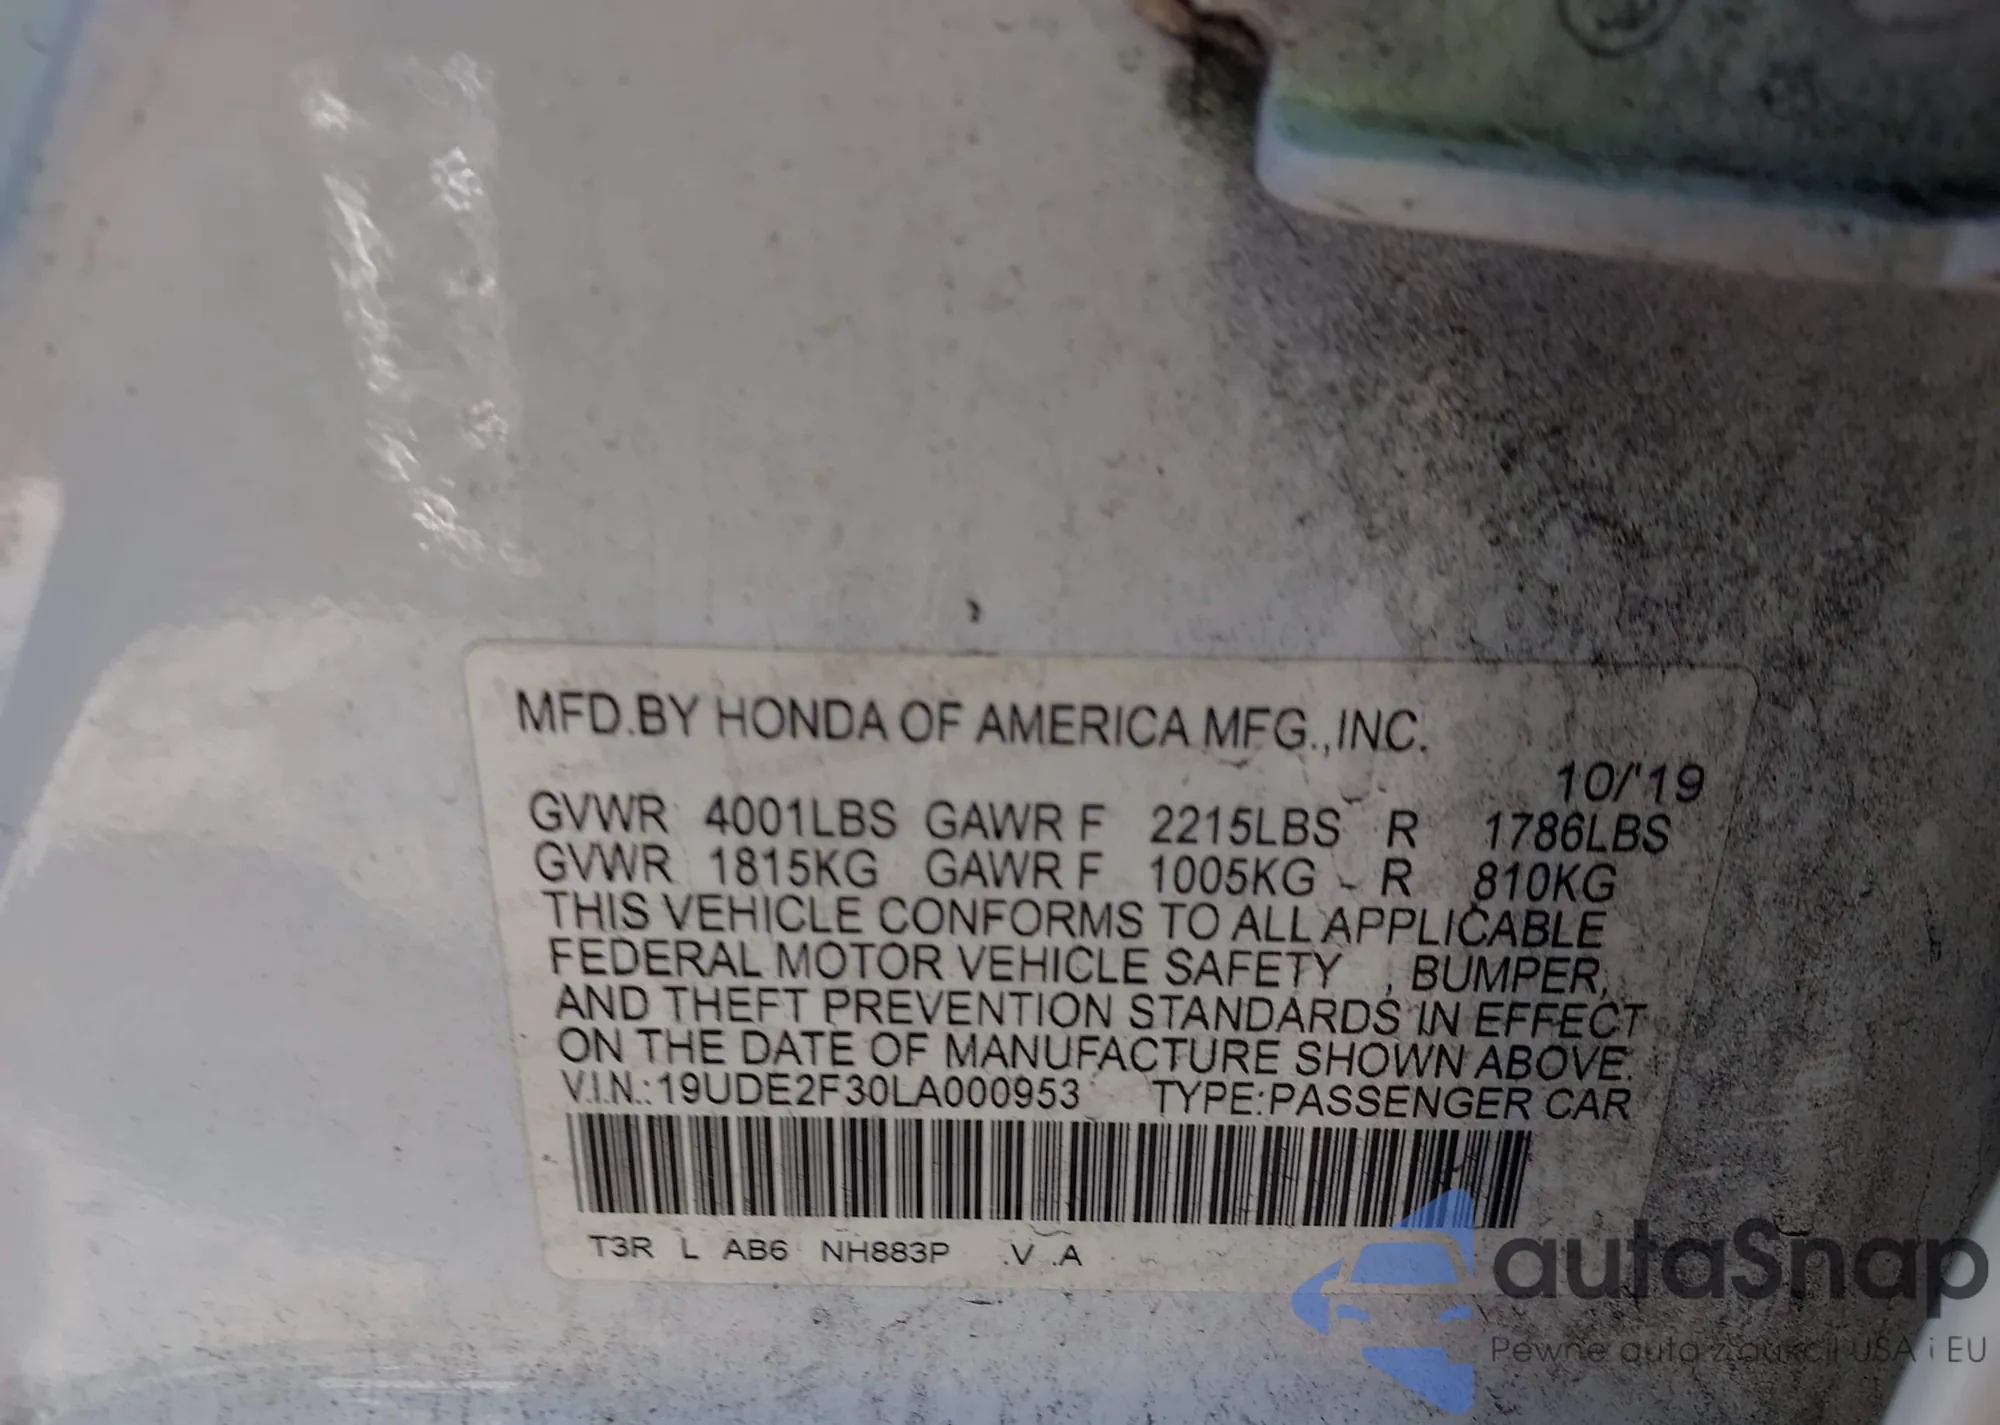 MFD.BY HONDA OF AMERICA MFG.,INC.
10/'19
GVWR 4001LBS GAWR F 2215LBS R 1786LBS
GVWR 1815KG GAWR F 1005KG R 810KG
THIS VEHICLE CONFORMS TO ALL APPLICABLE
FEDERAL MOTOR VEHICLE SAFETY , BUMPER,
AND THEFT PREVENTION STANDARDS IN EFFECT
ON THE DATE OF MANUFACTURE SHOWN ABOVE.
V.I.N.:19UDE2F30LA000953 TYPE:PASSENGER CAR
T3R L AB6 NH883P .V .A
autaSnap
Pewne auta z aukcji USA i EU